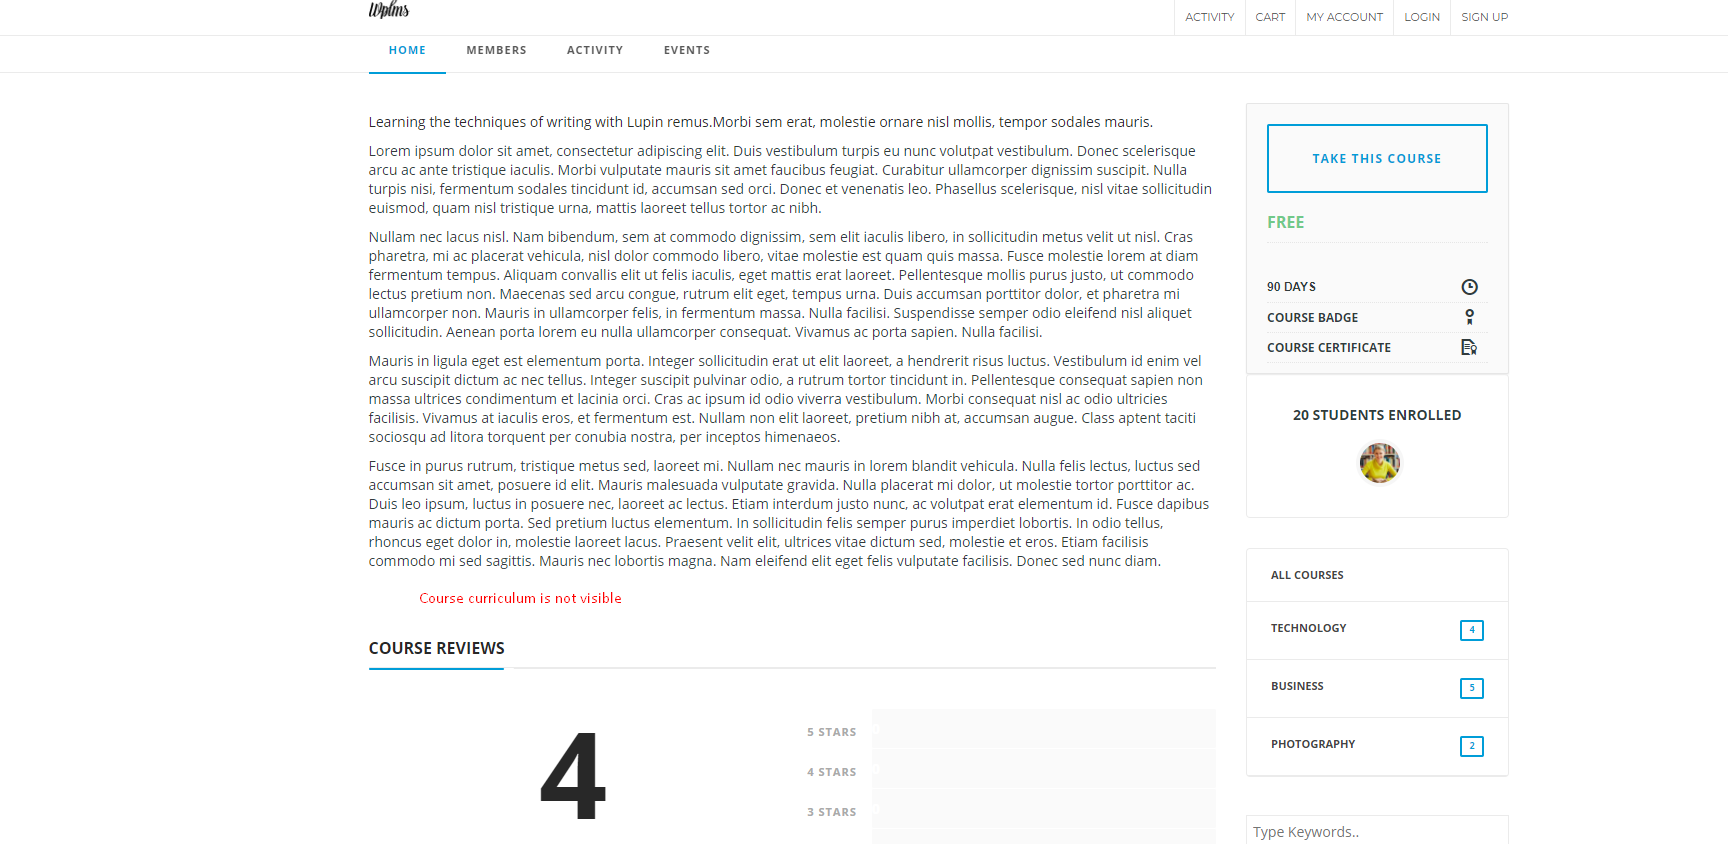 Wplms
ACTIVITY
CART
MY ACCOUNT
LOGIN
SIGN UP
HOME
MEMBERS
ACTIVITY
EVENTS
Learning the techniques of writing with Lupin remus.Morbi sem erat, molestie ornare nisl mollis, tempor sodales mauris.
Lorem ipsum dolor sit amet, consectetur adipiscing elit. Duis vestibulum turpis eu nunc volutpat vestibulum. Donec scelerisque
arcu ac ante tristique iaculis. Morbi vulputate mauris sit amet faucibus feugiat. Curabitur ullamcorper dignissim suscipit. Nulla
turpis nisi, fermentum sodales tincidunt id, accumsan sed orci. Donec et venenatis leo. Phasellus scelerisque, nisl vitae sollicitudin
euismod, quam nisl tristique urna, mattis laoreet tellus tortor ac nibh.
Nullam nec lacus nisl. Nam bibendum, sem at commodo dignissim, sem elit iaculis libero, in sollicitudin metus velit ut nisl. Cras
pharetra, mi ac placerat vehicula, nisl dolor commodo libero, vitae molestie est quam quis massa. Fusce molestie lorem at diam
fermentum tempus. Aliquam convallis elit ut felis iaculis, eget mattis erat laoreet. Pellentesque mollis purus justo, ut commodo
lectus pretium non. Maecenas sed arcu congue, rutrum elit eget, tempus urna. Duis accumsan porttitor dolor, et pharetra mi
ullamcorper non. Mauris in ullamcorper felis, in fermentum massa. Nulla facilisi. Suspendisse semper odio eleifend nisl aliquet
sollicitudin. Aenean porta lorem eu nulla ullamcorper consequat. Vivamus ac porta sapien. Nulla facilisi.
Mauris in ligula eget est elementum porta. Integer sollicitudin erat ut elit laoreet, a hendrerit risus luctus. Vestibulum id enim vel
arcu suscipit dictum ac nec tellus. Integer suscipit pulvinar odio, a rutrum tortor tincidunt in. Pellentesque consequat sapien non
massa ultrices condimentum et lacinia orci. Cras ac ipsum id odio viverra vestibulum. Morbi consequat nisl ac odio ultricies
facilisis. Vivamus at iaculis eros, et fermentum est. Nullam non elit laoreet, pretium nibh at, accumsan augue. Class aptent taciti
sociosqu ad litora torquent per conubia nostra, per inceptos himenaeos.
Fusce in purus rutrum, tristique metus sed, laoreet mi. Nullam nec mauris in lorem blandit vehicula. Nulla felis lectus, luctus sed
accumsan sit amet, posuere id elit. Mauris malesuada vulputate gravida. Nulla placerat mi dolor, ut molestie tortor porttitor ac.
Duis leo ipsum, luctus in posuere nec, laoreet ac lectus. Etiam interdum justo nunc, ac volutpat erat elementum id. Fusce dapibus
mauris ac dictum porta. Sed pretium luctus elementum. In sollicitudin felis semper purus imperdiet lobortis. In odio tellus,
rhoncus eget dolor in, molestie laoreet lacus. Praesent velit elit, ultrices vitae dictum sed, molestie et eros. Etiam facilisis
commodo mi sed sagittis. Mauris nec lobortis magna. Nam eleifend elit eget felis vulputate facilisis. Donec sed nunc diam.
Course curriculum is not visible
COURSE REVIEWS
4
5 STARS 0
4 STARS 0
3 STARS 0
TAKE THIS COURSE
FREE
90 DAYS
COURSE BADGE
COURSE CERTIFICATE
20 STUDENTS ENROLLED
ALL COURSES
TECHNOLOGY 4
BUSINESS 5
PHOTOGRAPHY 2
Type Keywords..